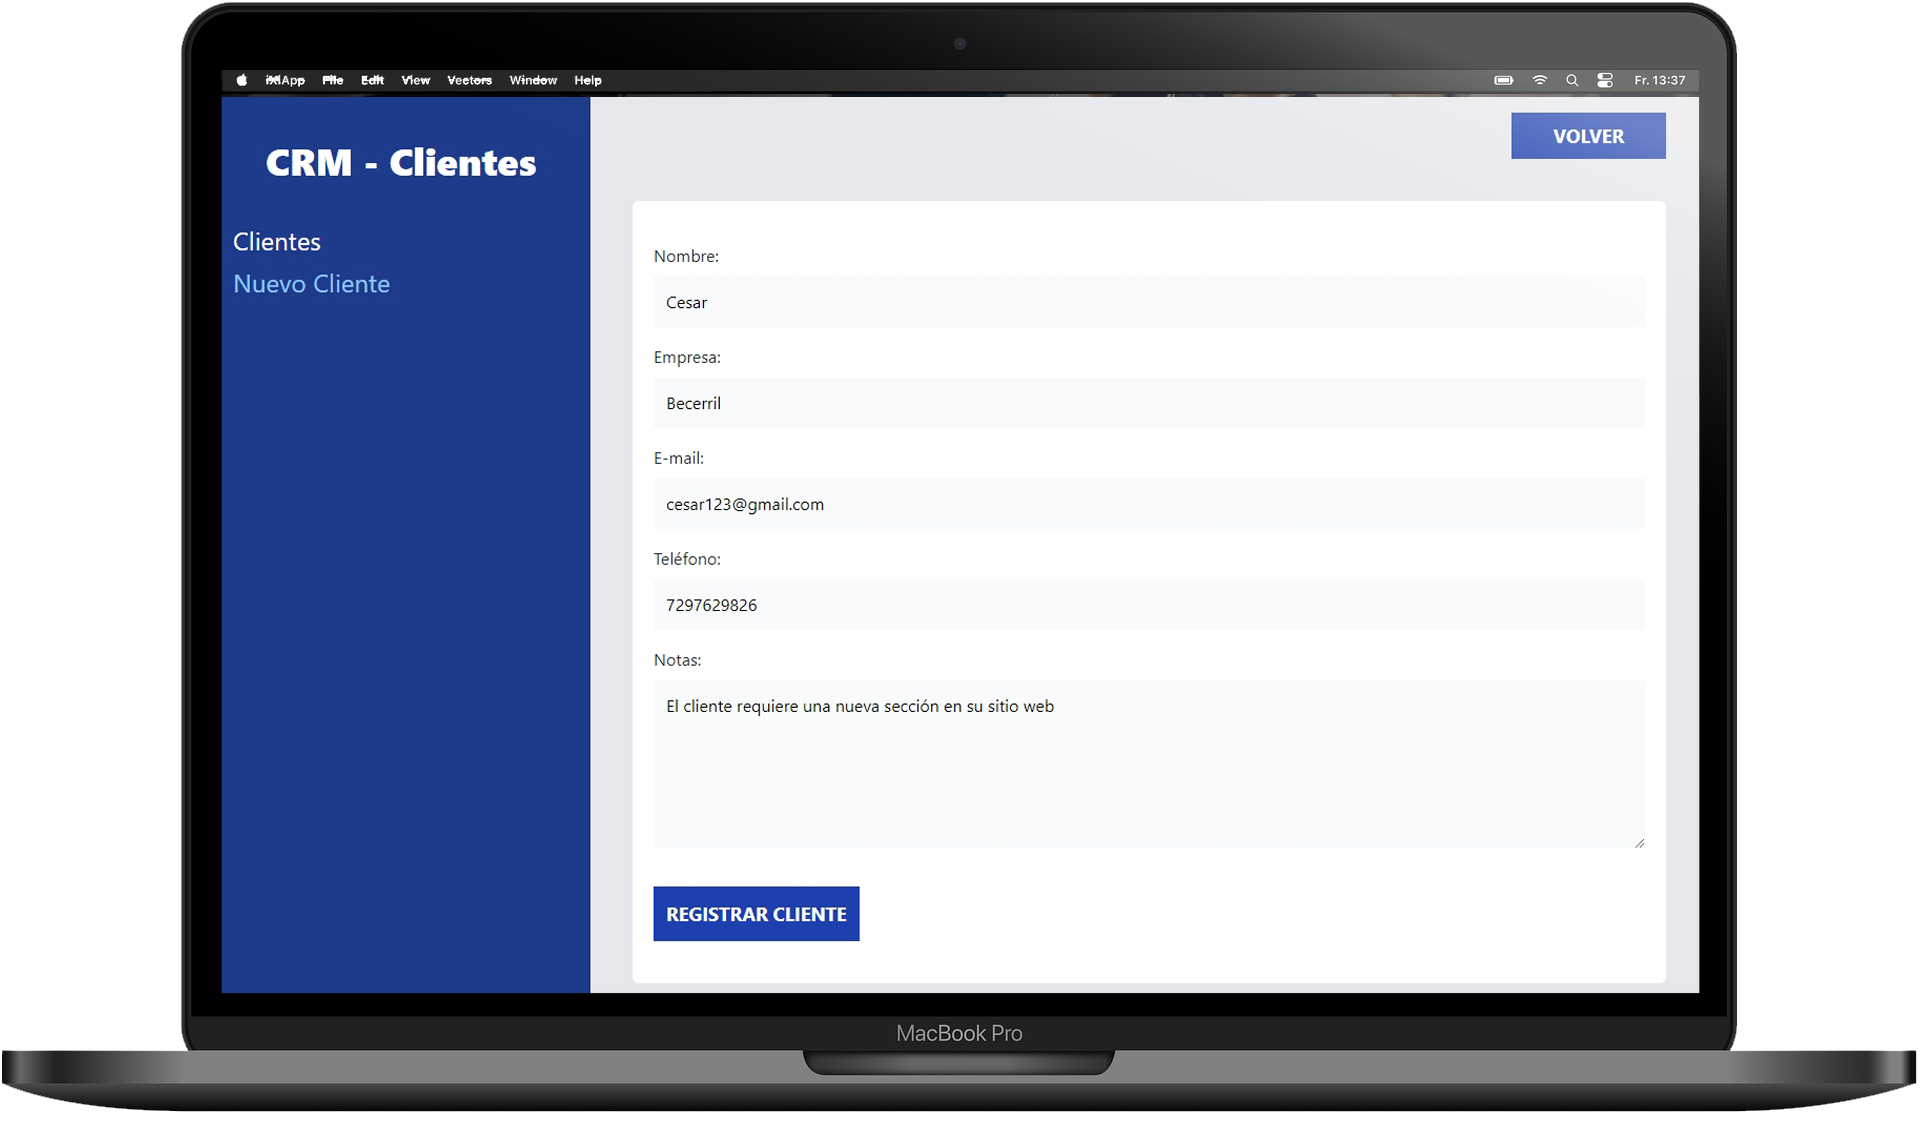 File Edit View Vectors Window Help
Fr. 13:37
CRM - Clientes
VOLVER
Clientes
Nuevo Cliente
Nombre:
Cesar
Empresa:
Becerril
E-mail:
cesar123@gmail.com
Teléfono:
7297629826
Notas:
El cliente requiere una nueva sección en su sitio web
REGISTRAR CLIENTE
MacBook Pro